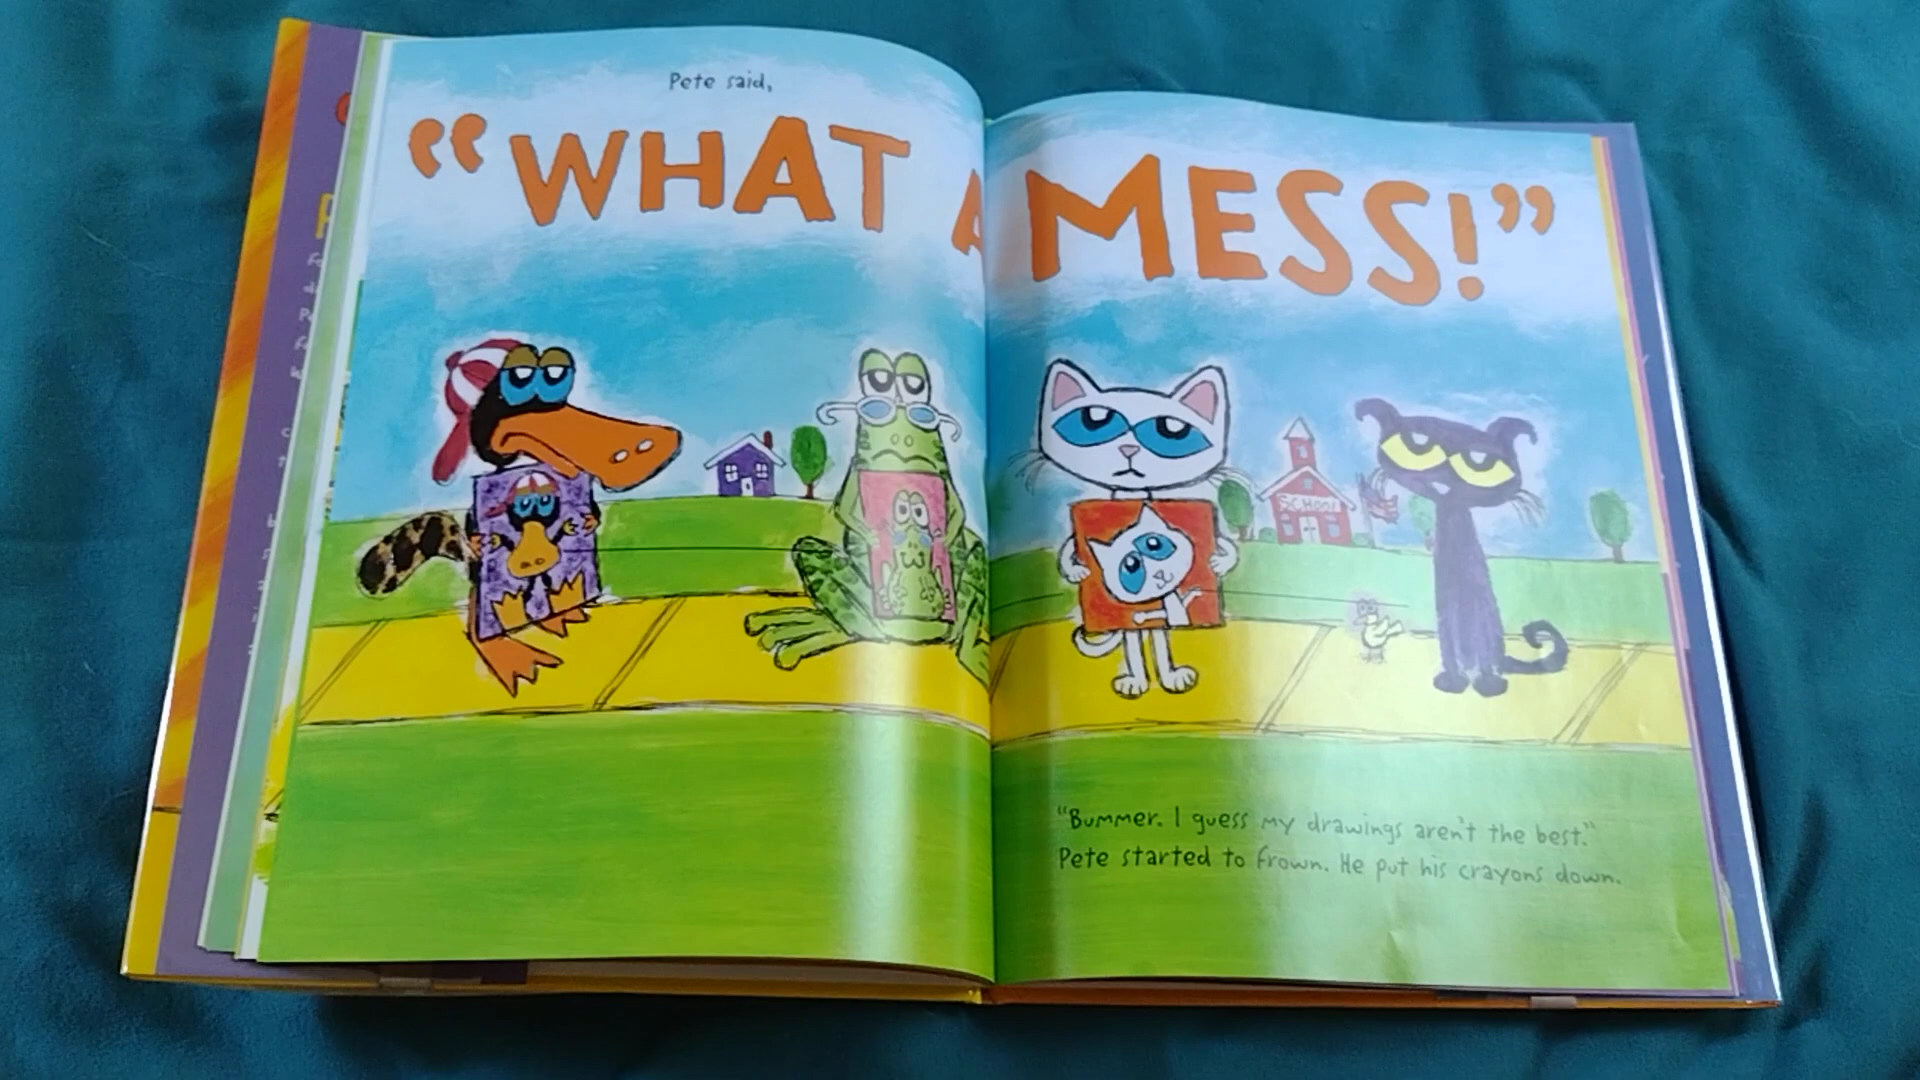 Pete said,
“WHAT A MESS!”
SCHOOL
“Bummer. I guess my drawings aren't the best.”
Pete started to frown. He put his crayons down.